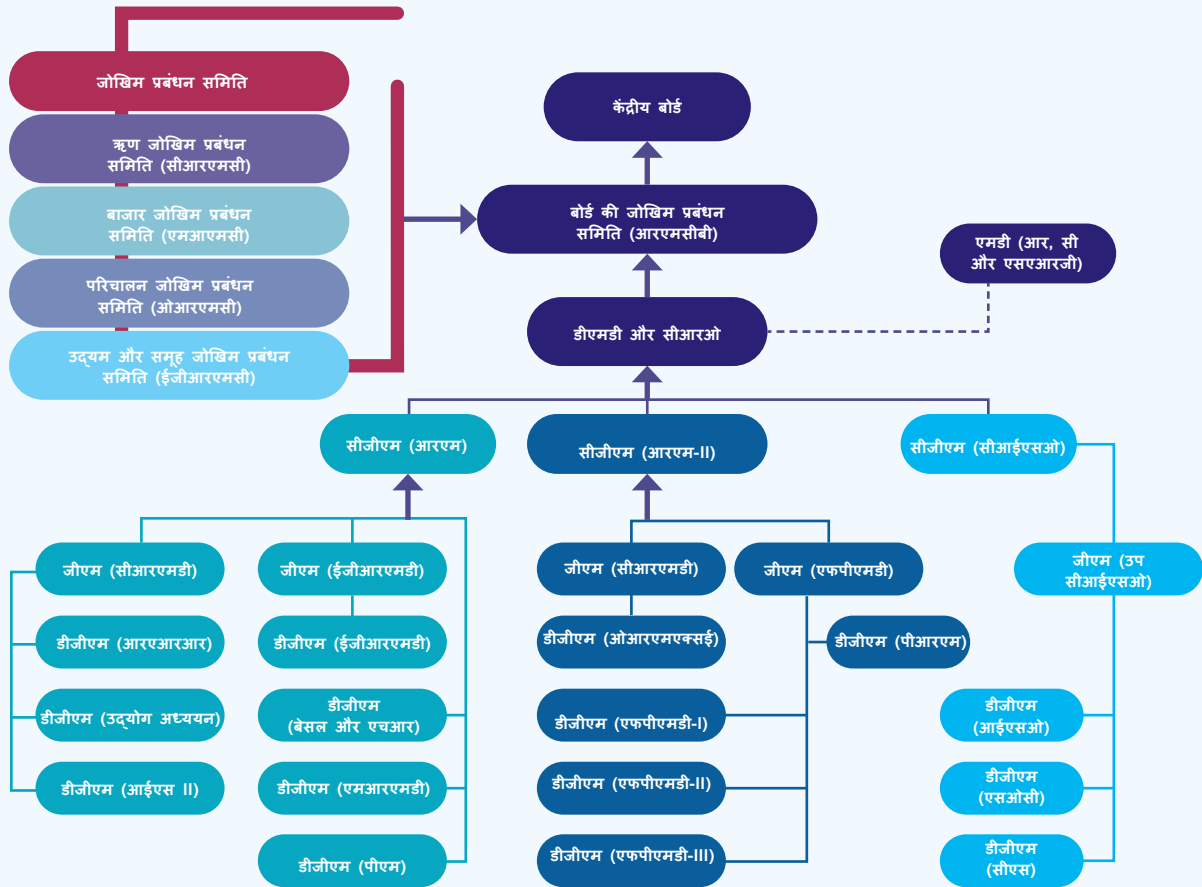 जोखिम प्रबंधन समिति
ऋण जोखिम प्रबंधन
समिति (सीआरएमसी)
बाजार जोखिम प्रबंधन
समिति (एमआएमसी)
परिचालन जोखिम प्रबंधन
समिति (ओआरएमसी)
उद्यम और समूह जोखिम प्रबंधन
समिति (ईजीआरएमसी)
केंद्रीय बोर्ड
बोर्ड की जोखिम प्रबंधन
समिति (आरएमसीबी)
एमडी (आर, सी
और एसएआरजी)
डीएमडी और सीआरओ
सीजीएम (आरएम)
सीजीएम (आरएम-II)
सीजीएम (सीआईएसओ)
जीएम (सीआरएमडी)
जीएम (ईजीआरएमडी)
जीएम (सीआरएमडी)
जीएम (एफपीएमडी)
जीएम (उप
सीआईएसओ)
डीजीएम (आरएआरआर)
डीजीएम (ईजीआरएमडी)
डीजीएम (ओआरएमएक्सई)
डीजीएम (पीआरएम)
डीजीएम (उद्योग अध्ययन)
डीजीएम
(बेसल और एचआर)
डीजीएम (एफपीएमडी-I)
डीजीएम
(आईएसओ)
डीजीएम (आईएस II)
डीजीएम (एमआरएमडी)
डीजीएम (एफपीएमडी-II)
डीजीएम
(एसओसी)
डीजीएम (पीएम)
डीजीएम (एफपीएमडी-III)
डीजीएम
(सीएस)